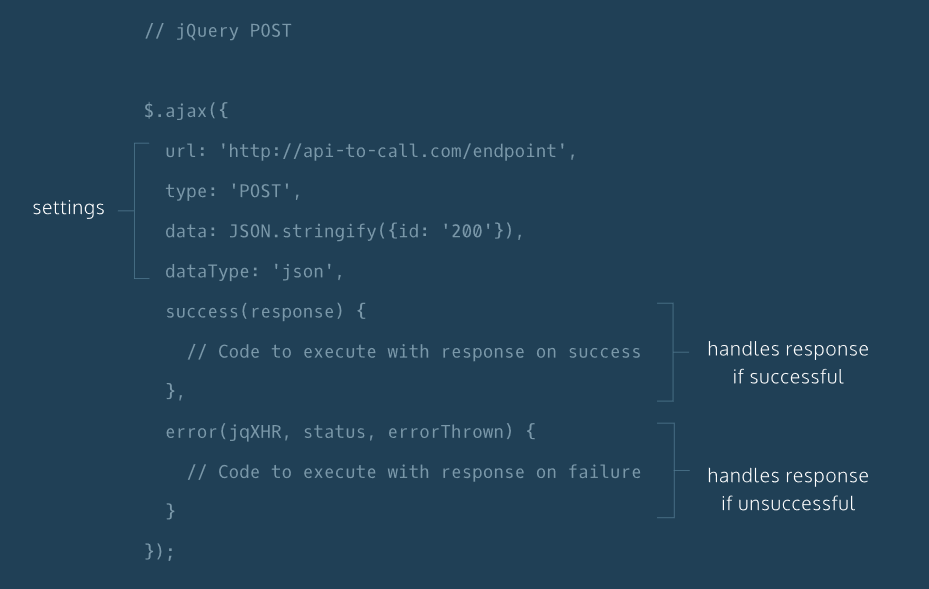 // jQuery POST
$.ajax({
url: 'http://api-to-call.com/endpoint',
type: 'POST',
settings
data: JSON.stringify({id: '200'}),
dataType: 'json',
success(response) {
// Code to execute with response on success
handles response
if successful
},
error(jqXHR, status, errorThrown) {
// Code to execute with response on failure
handles response
if unsuccessful
}
});